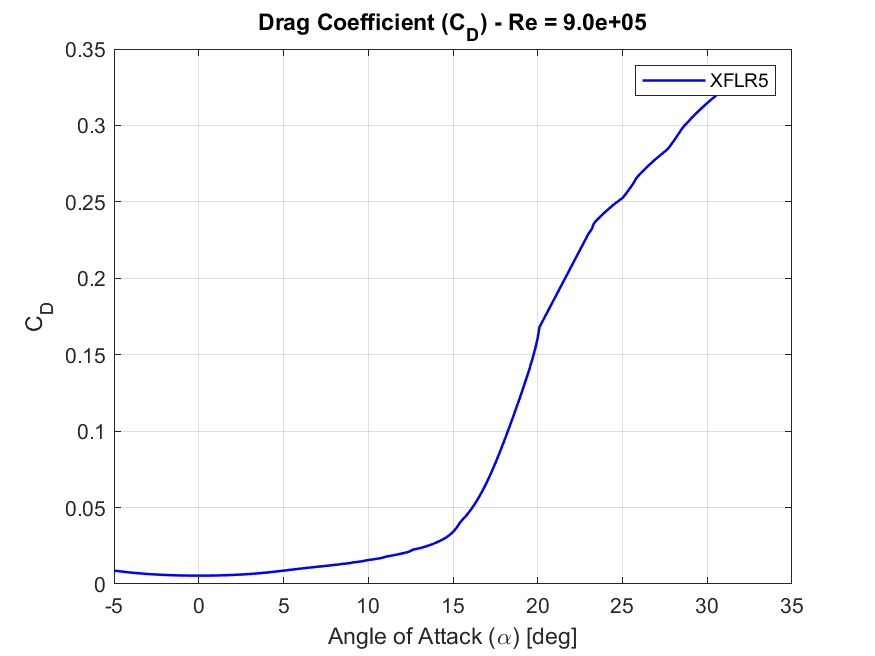 Drag Coefficient (C_D) - Re = 9.0e+05
0.35
0.3
0.25
0.2
0.15
0.1
0.05
0
C_D
XFLR5
-5 0 5 10 15 20 25 30 35
Angle of Attack (α) [deg]